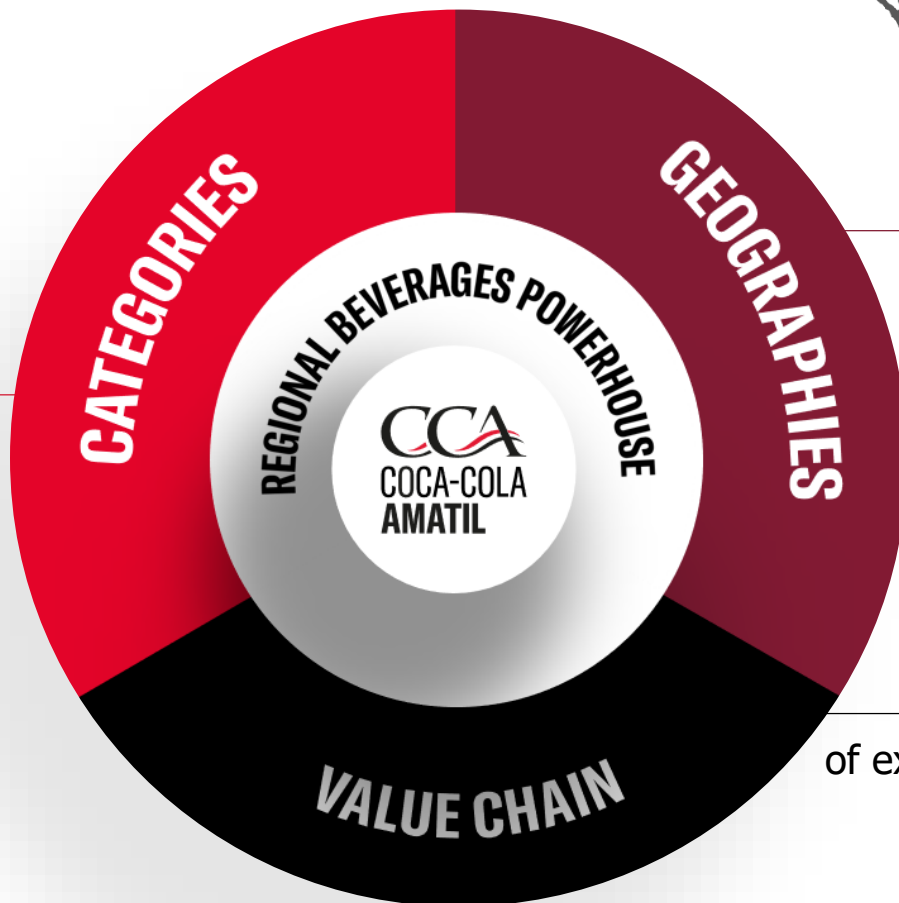 CATEGORIES
GEOGRAPHIES
REGIONAL BEVERAGES POWERHOUSE
CCA
COCA-COLA
AMATIL
VALUE CHAIN
of ex